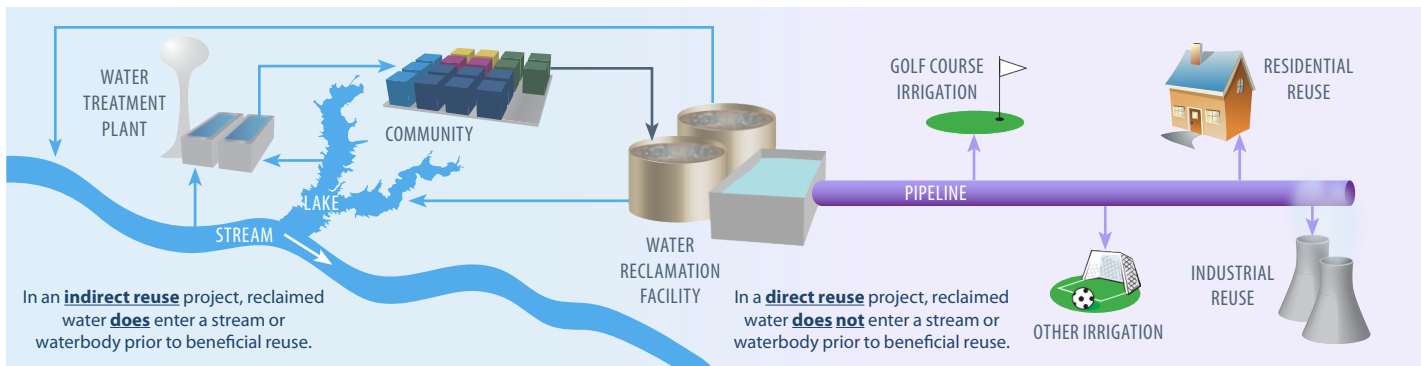 WATER
TREATMENT
PLANT
COMMUNITY
LAKE
STREAM
WATER
RECLAMATION
FACILITY
In an indirect reuse project, reclaimed
water does enter a stream or
waterbody prior to beneficial reuse.
GOLF COURSE
IRRIGATION
RESIDENTIAL
REUSE
PIPELINE
OTHER IRRIGATION
INDUSTRIAL
REUSE
In a direct reuse project, reclaimed
water does not enter a stream or
waterbody prior to beneficial reuse.